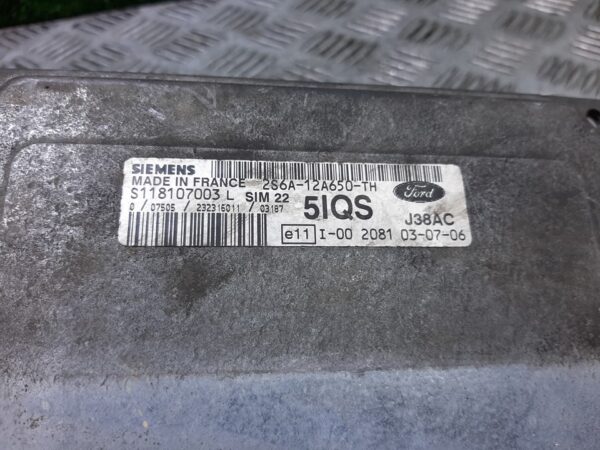 SIEMENS
MADE IN FRANCE 2S6A-12A650-TH
S118107003 L SIM 22
0 / 07505 / 232316011 / 03187
5IQS
Ford
J38AC
e11 I-00 2081 03-07-06